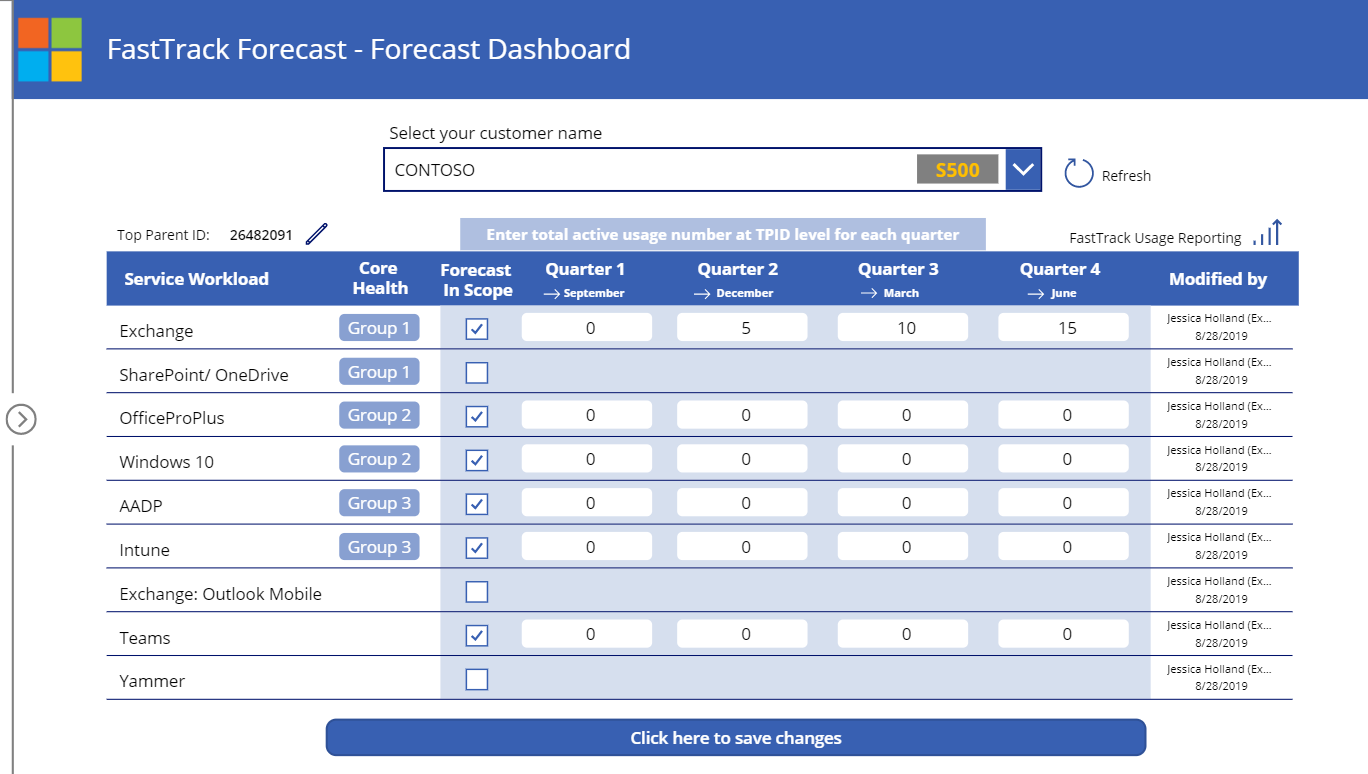 FastTrack Forecast - Forecast Dashboard
Select your customer name
CONTOSO S500
Refresh
Top Parent ID: 26482091
Enter total active usage number at TPID level for each quarter
FastTrack Usage Reporting
Service Workload Core Health Forecast In Scope Quarter 1 Quarter 2 Quarter 3 Quarter 4 Modified by
→ September → December → March → June
Exchange Group 1 0 5 10 15 Jessica Holland (Ex...
8/28/2019
SharePoint/ OneDrive Group 1 Jessica Holland (Ex...
8/28/2019
OfficeProPlus Group 2 0 0 0 0 Jessica Holland (Ex...
8/28/2019
Windows 10 Group 2 0 0 0 0 Jessica Holland (Ex...
8/28/2019
AADP Group 3 0 0 0 0 Jessica Holland (Ex...
8/28/2019
Intune Group 3 0 0 0 0 Jessica Holland (Ex...
8/28/2019
Exchange: Outlook Mobile Jessica Holland (Ex...
8/28/2019
Teams 0 0 0 0 Jessica Holland (Ex...
8/28/2019
Yammer Jessica Holland (Ex...
8/28/2019
Click here to save changes